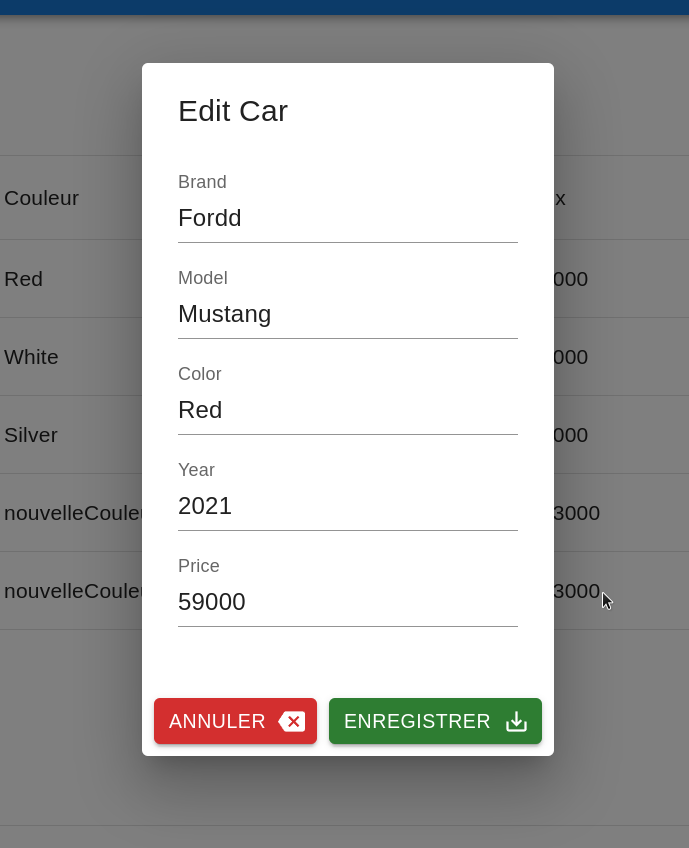 Edit Car
Brand
Fordd
Model
Mustang
Color
Red
Year
2021
Price
59000
ANNULER
ENREGISTRER
Couleur
x
Red
000
White
000
Silver
000
nouvelleCouleu
3000
nouvelleCouleu
3000